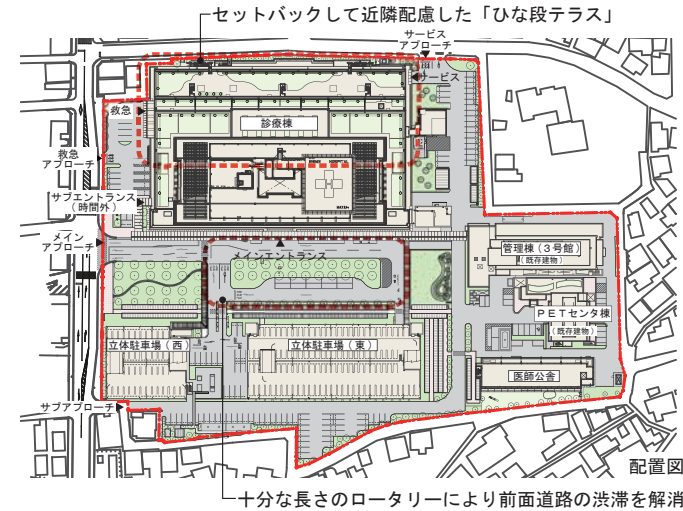 セットバックして近隣配慮した「ひな段テラス」
サービス
アプローチ
サービス
救急
診療棟
救急
アプローチ
サブエントランス
（時間外）
メイン
アプローチ
メインエントランス
管理棟（３号館）
（既存建物）
ＰＥＴセンタ棟
（既存建物）
立体駐車場（西）
立体駐車場（東）
医師公舎
サブアプローチ
配置図
十分な長さのロータリーにより前面道路の渋滞を解消